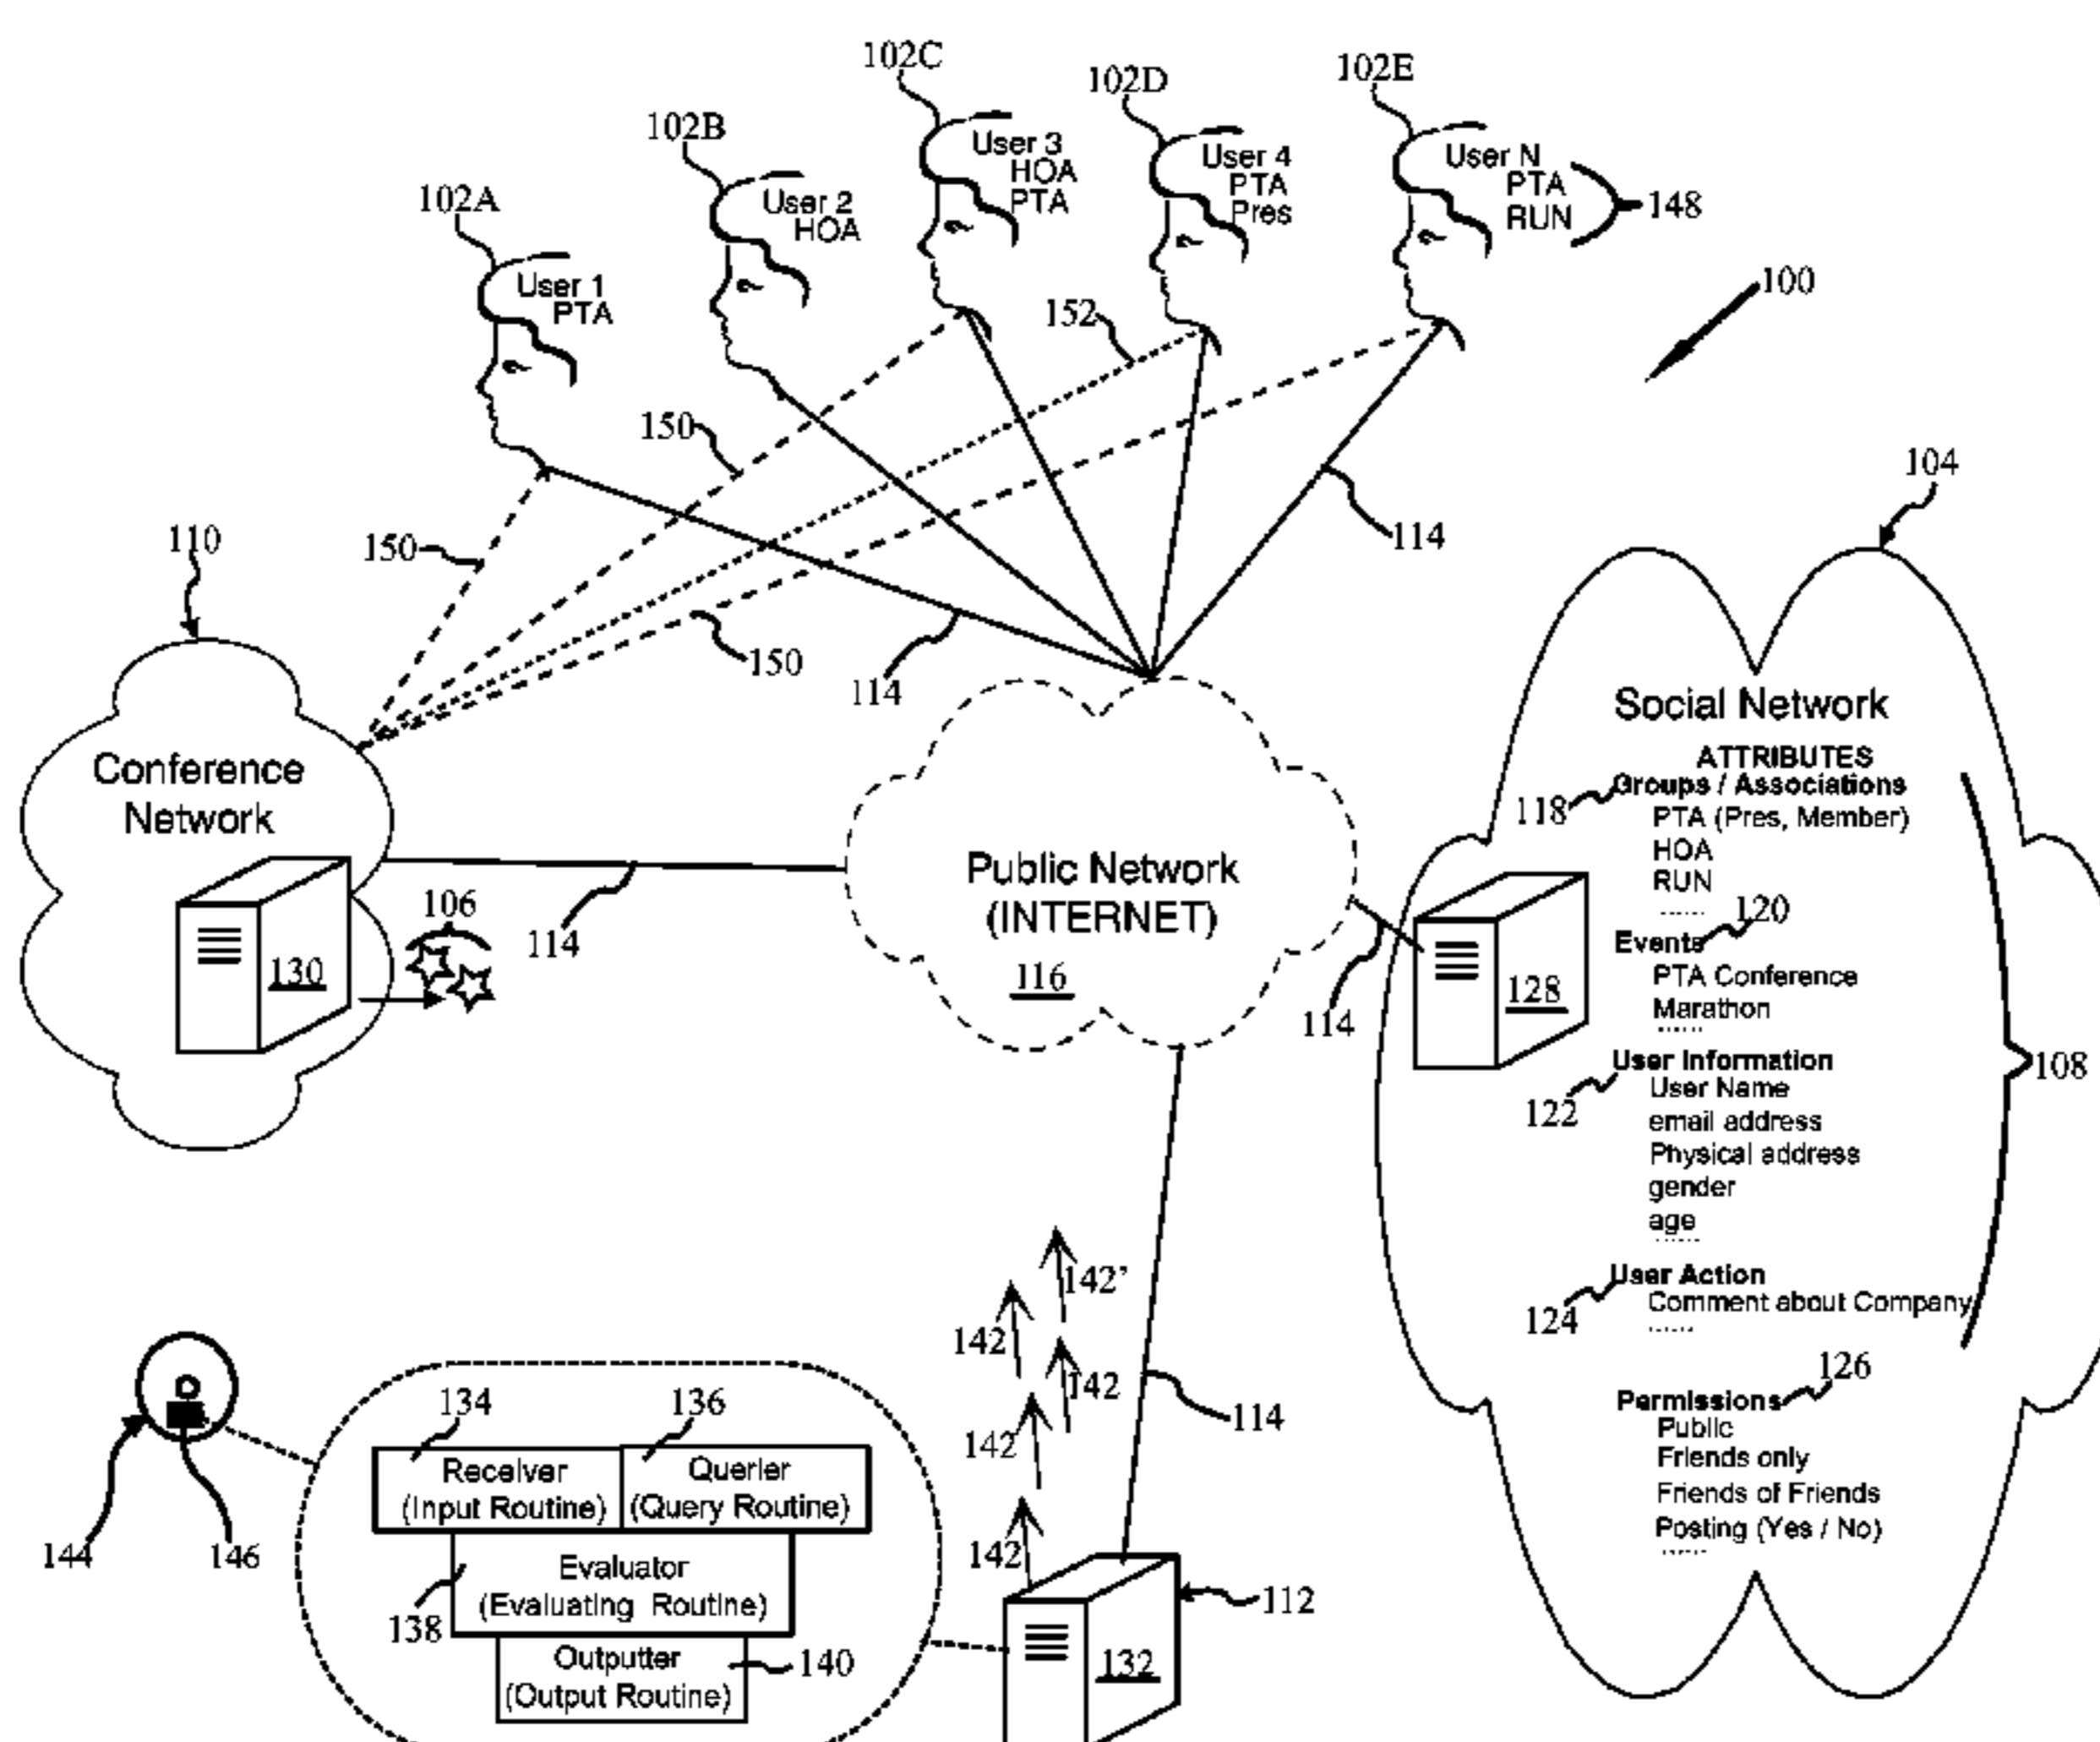 102C
102D
102E
102B
102A
User 3
HOA
PTA
User 4
PTA
Pres
User N
PTA
RUN
148
User 2
HOA
User 1
PTA
100
152
150
150
150
114
114
104
110
Conference
Network
130
106
114
Public Network
(INTERNET)
116
114
128
Social Network
ATTRIBUTES
118
Groups / Associations
PTA (Pres, Member)
HOA
RUN
.....
120
Events
PTA Conference
Marathon
.....
122
User Information
User Name
email address
Physical address
gender
age
.....
108
124
User Action
Comment about Company
.....
126
Permissions
Public
Friends only
Friends of Friends
Posting (Yes / No)
.....
142'
142
142
142
142
114
144
146
134
136
Receiver
(Input Routine)
Querier
(Query Routine)
138
Evaluator
(Evaluating Routine)
Outputter
(Output Routine)
140
112
132